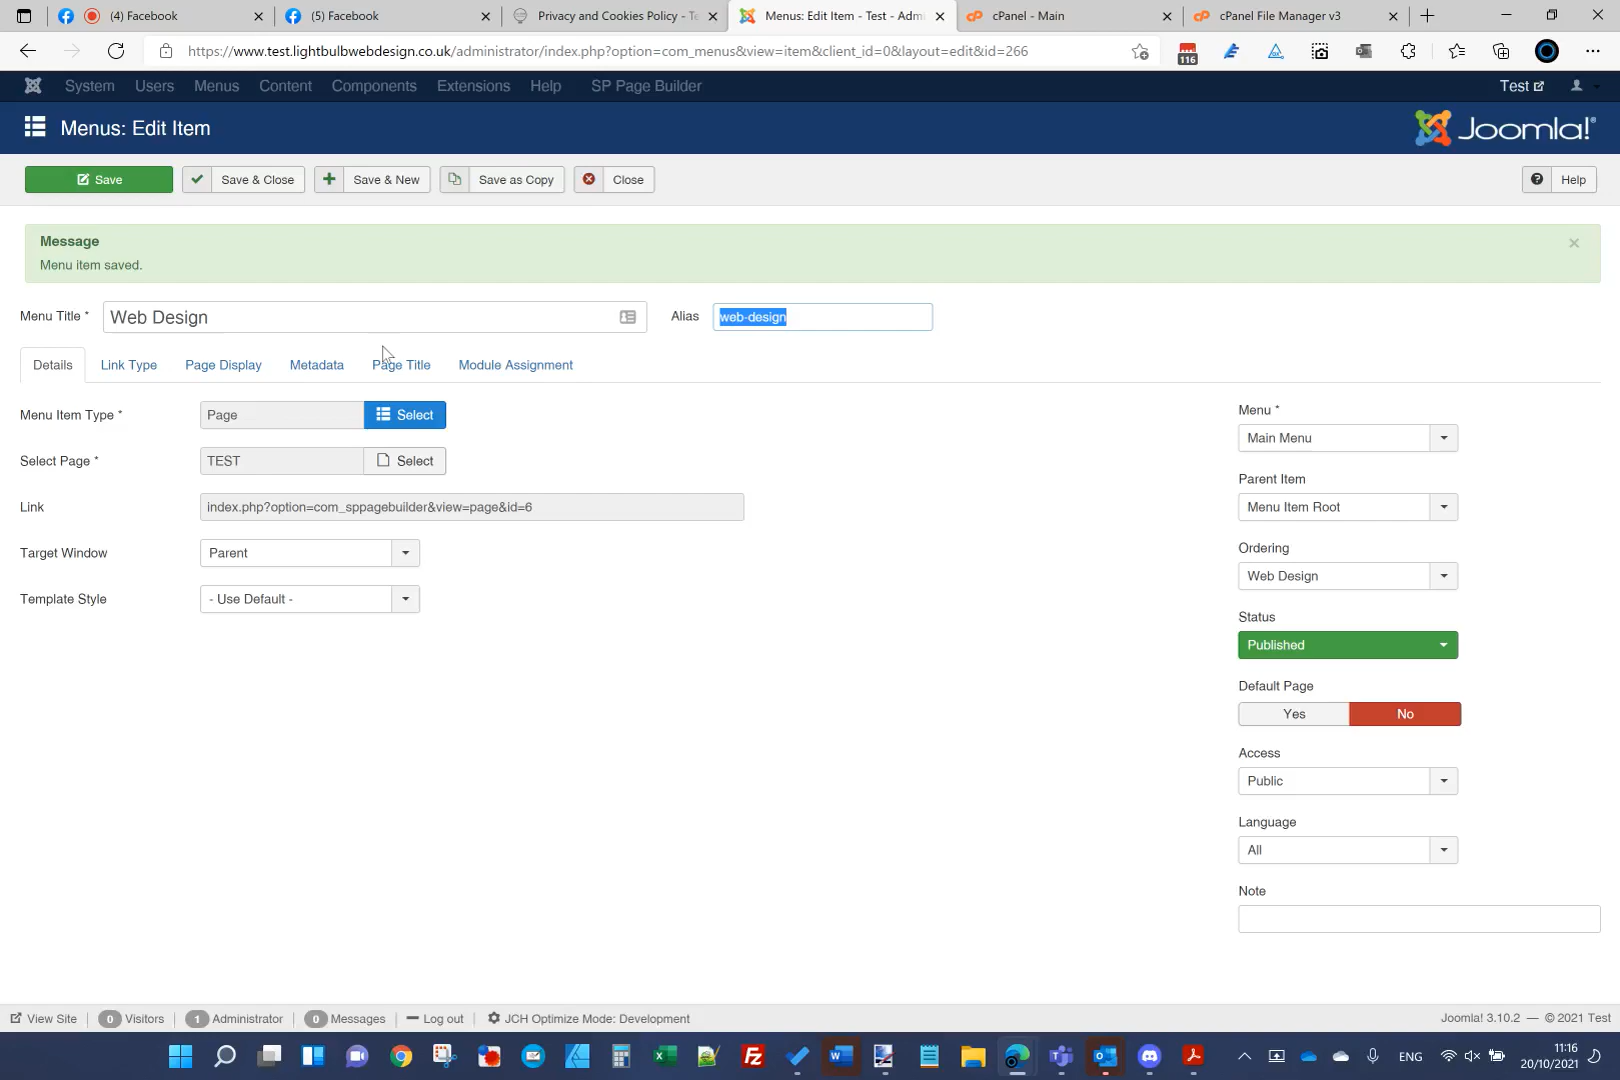 (4) Facebook
(5) Facebook
Privacy and Cookies Policy - Te
Menus: Edit Item - Test - Admi
cPanel - Main
cPanel File Manager v3
https://www.test.lightbulbwebdesign.co.uk/administrator/index.php?option=com_menus&view=item&client_id=0&layout=edit&id=266
116
System Users Menus Content Components Extensions Help SP Page Builder
Test
Menus: Edit Item
Joomla!®
Save
Save & Close
Save & New
Save as Copy
Close
Help
Message
Menu item saved.
Menu Title * Web Design
Alias web-design
Details Link Type Page Display Metadata Page Title Module Assignment
Menu Item Type * Page Select
Select Page * TEST Select
Link index.php?option=com_sppagebuilder&view=page&id=6
Target Window Parent
Template Style - Use Default -
Menu *
Main Menu
Parent Item
Menu Item Root
Ordering
Web Design
Status
Published
Default Page
Yes No
Access
Public
Language
All
Note
View Site 0 Visitors 1 Administrator 0 Messages Log out JCH Optimize Mode: Development
Joomla! 3.10.2 — © 2021 Test
ENG
11:16
20/10/2021